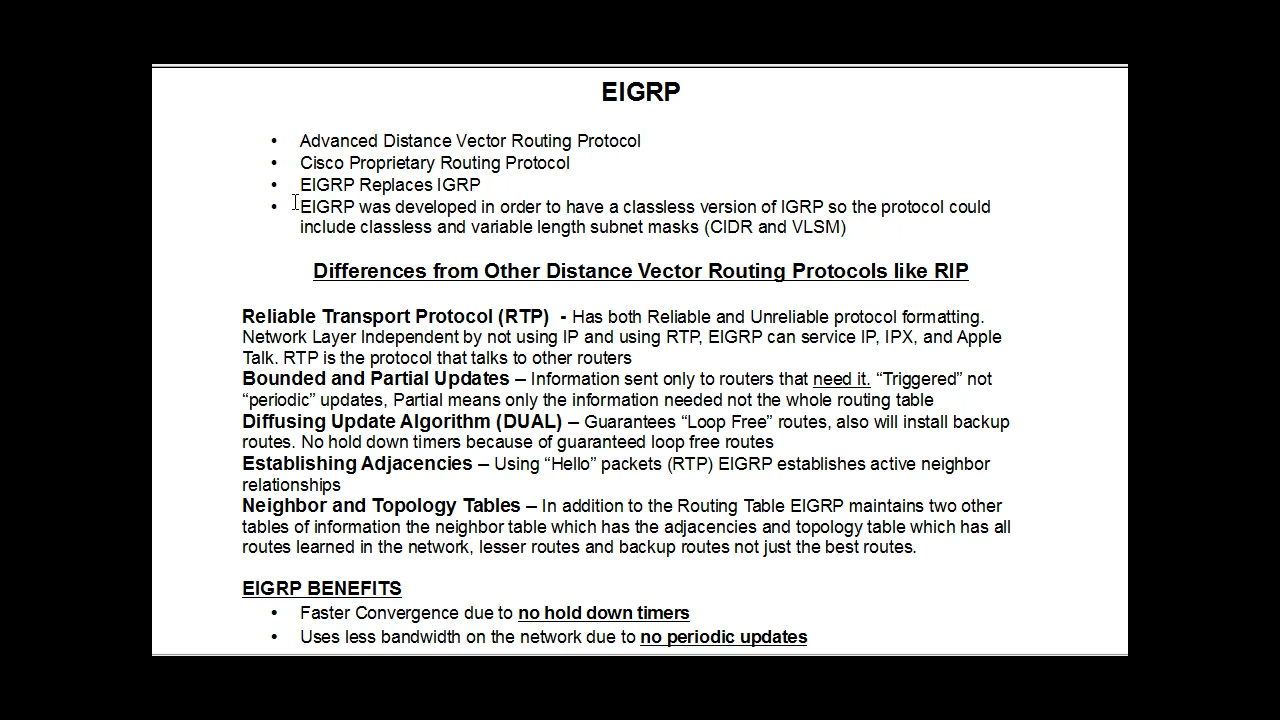 EIGRP
• Advanced Distance Vector Routing Protocol
• Cisco Proprietary Routing Protocol
• EIGRP Replaces IGRP
• EIGRP was developed in order to have a classless version of IGRP so the protocol could
include classless and variable length subnet masks (CIDR and VLSM)
Differences from Other Distance Vector Routing Protocols like RIP
Reliable Transport Protocol (RTP)  - Has both Reliable and Unreliable protocol formatting.
Network Layer Independent by not using IP and using RTP, EIGRP can service IP, IPX, and Apple
Talk. RTP is the protocol that talks to other routers
Bounded and Partial Updates – Information sent only to routers that need it. “Triggered” not
“periodic” updates, Partial means only the information needed not the whole routing table
Diffusing Update Algorithm (DUAL) – Guarantees “Loop Free” routes, also will install backup
routes. No hold down timers because of guaranteed loop free routes
Establishing Adjacencies – Using “Hello” packets (RTP) EIGRP establishes active neighbor
relationships
Neighbor and Topology Tables – In addition to the Routing Table EIGRP maintains two other
tables of information the neighbor table which has the adjacencies and topology table which has all
routes learned in the network, lesser routes and backup routes not just the best routes.
EIGRP BENEFITS
• Faster Convergence due to no hold down timers
• Uses less bandwidth on the network due to no periodic updates